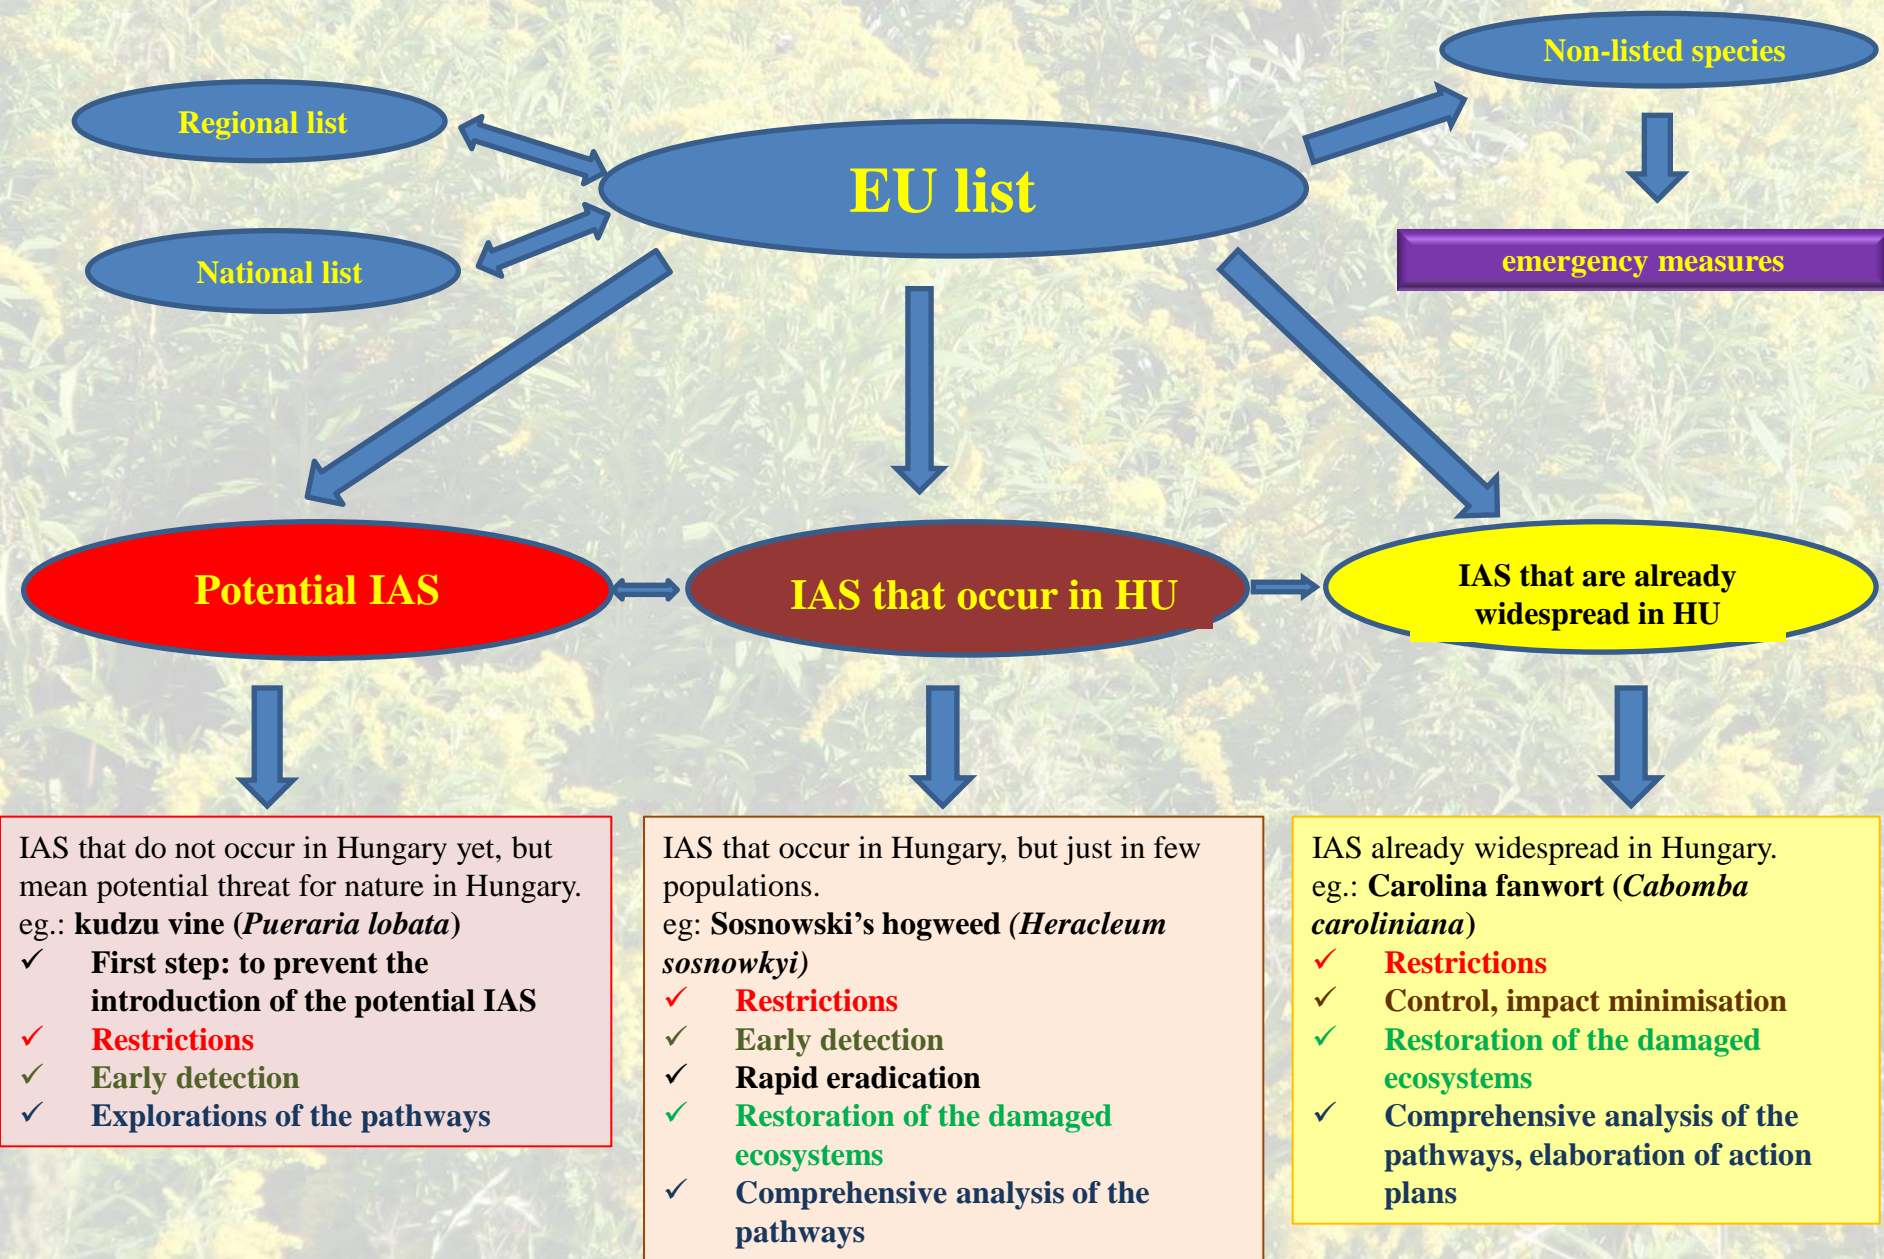 Non-listed species
Regional list
EU list
National list
emergency measures
Potential IAS
IAS that occur in HU
IAS that are already
widespread in HU
IAS that do not occur in Hungary yet, but
mean potential threat for nature in Hungary.
eg.: kudzu vine (Pueraria lobata)
✓ First step: to prevent the
introduction of the potential IAS
✓ Restrictions
✓ Early detection
✓ Explorations of the pathways
IAS that occur in Hungary, but just in few
populations.
eg: Sosnowski's hogweed (Heracleum
sosnowkyi)
✓ Restrictions
✓ Early detection
✓ Rapid eradication
✓ Restoration of the damaged
ecosystems
✓ Comprehensive analysis of the
pathways
IAS already widespread in Hungary.
eg.: Carolina fanwort (Cabomba
caroliniana)
✓ Restrictions
✓ Control, impact minimisation
✓ Restoration of the damaged
ecosystems
✓ Comprehensive analysis of the
pathways, elaboration of action
plans